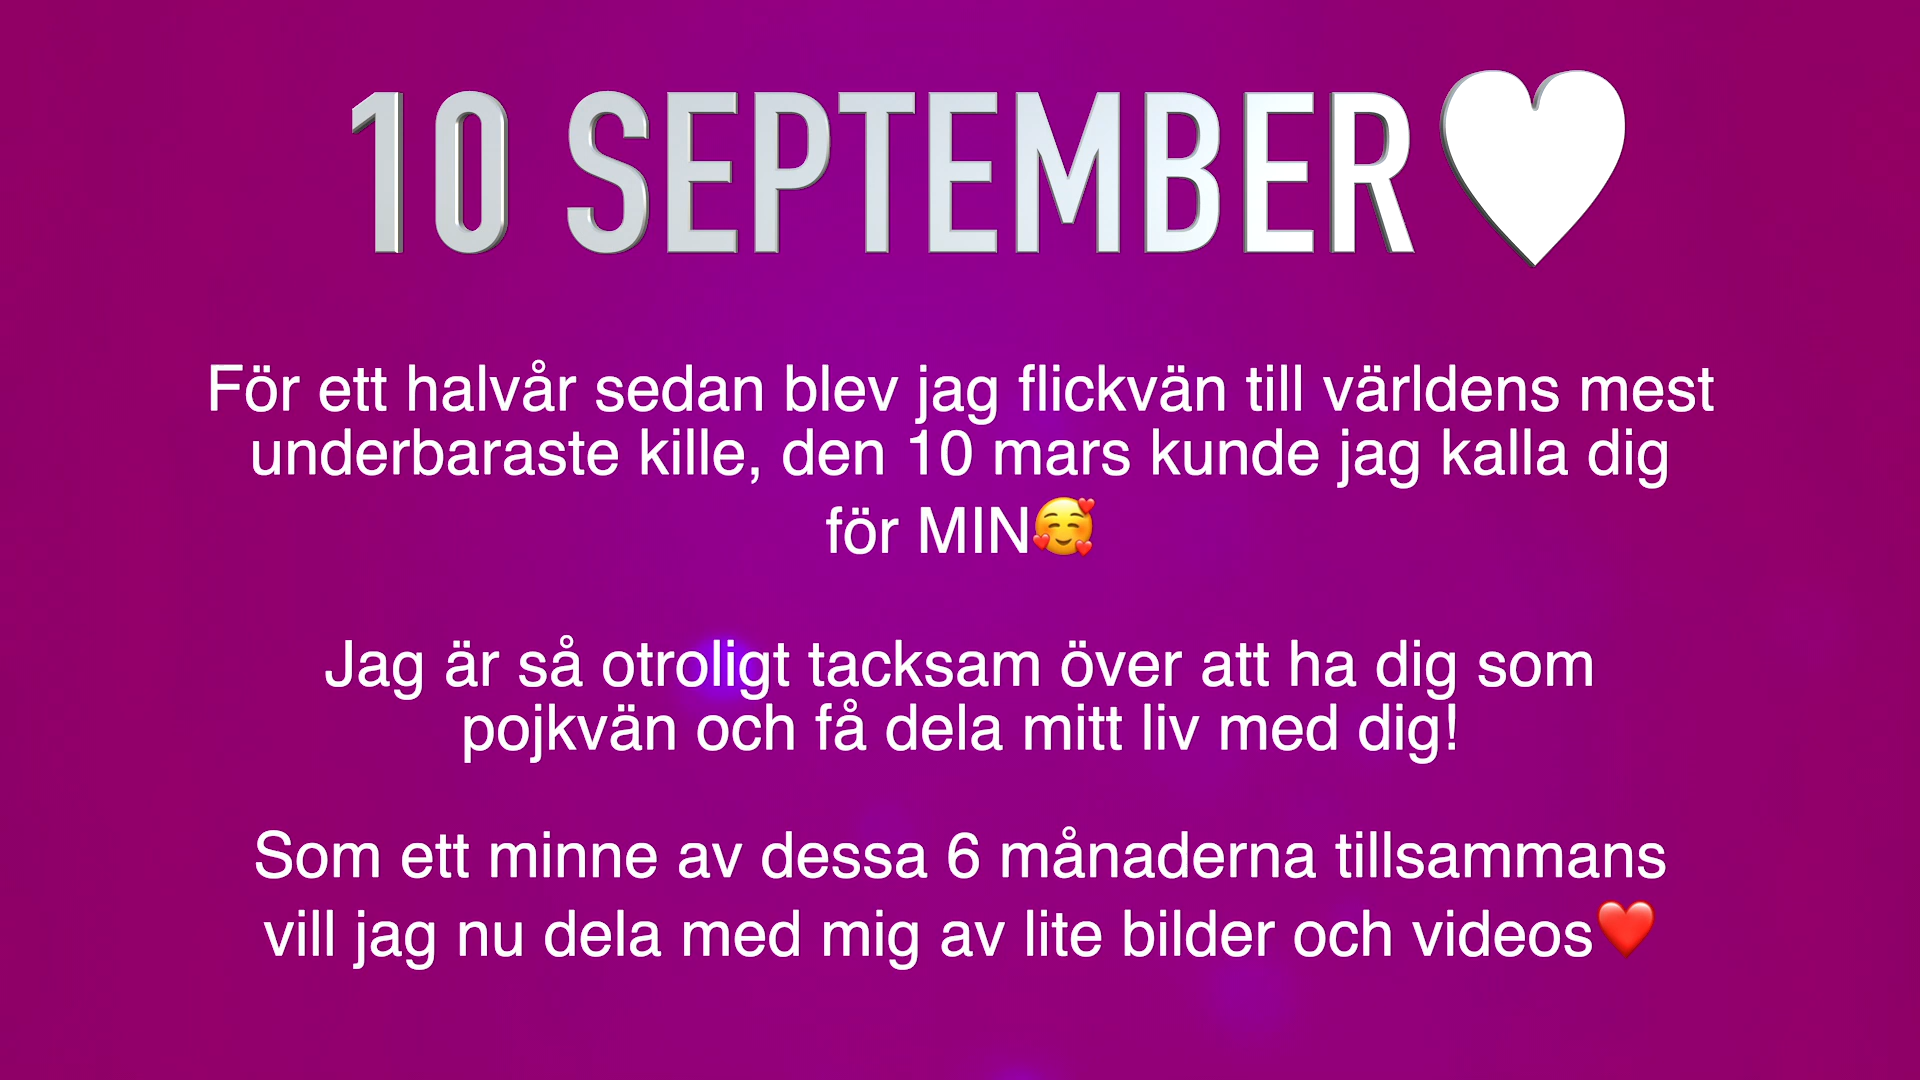 10 SEPTEMBER🤍
För ett halvår sedan blev jag flickvän till världens mest
underbaraste kille, den 10 mars kunde jag kalla dig
för MIN🥰
Jag är så otroligt tacksam över att ha dig som
pojkvän och få dela mitt liv med dig!
Som ett minne av dessa 6 månaderna tillsammans
vill jag nu dela med mig av lite bilder och videos❤️